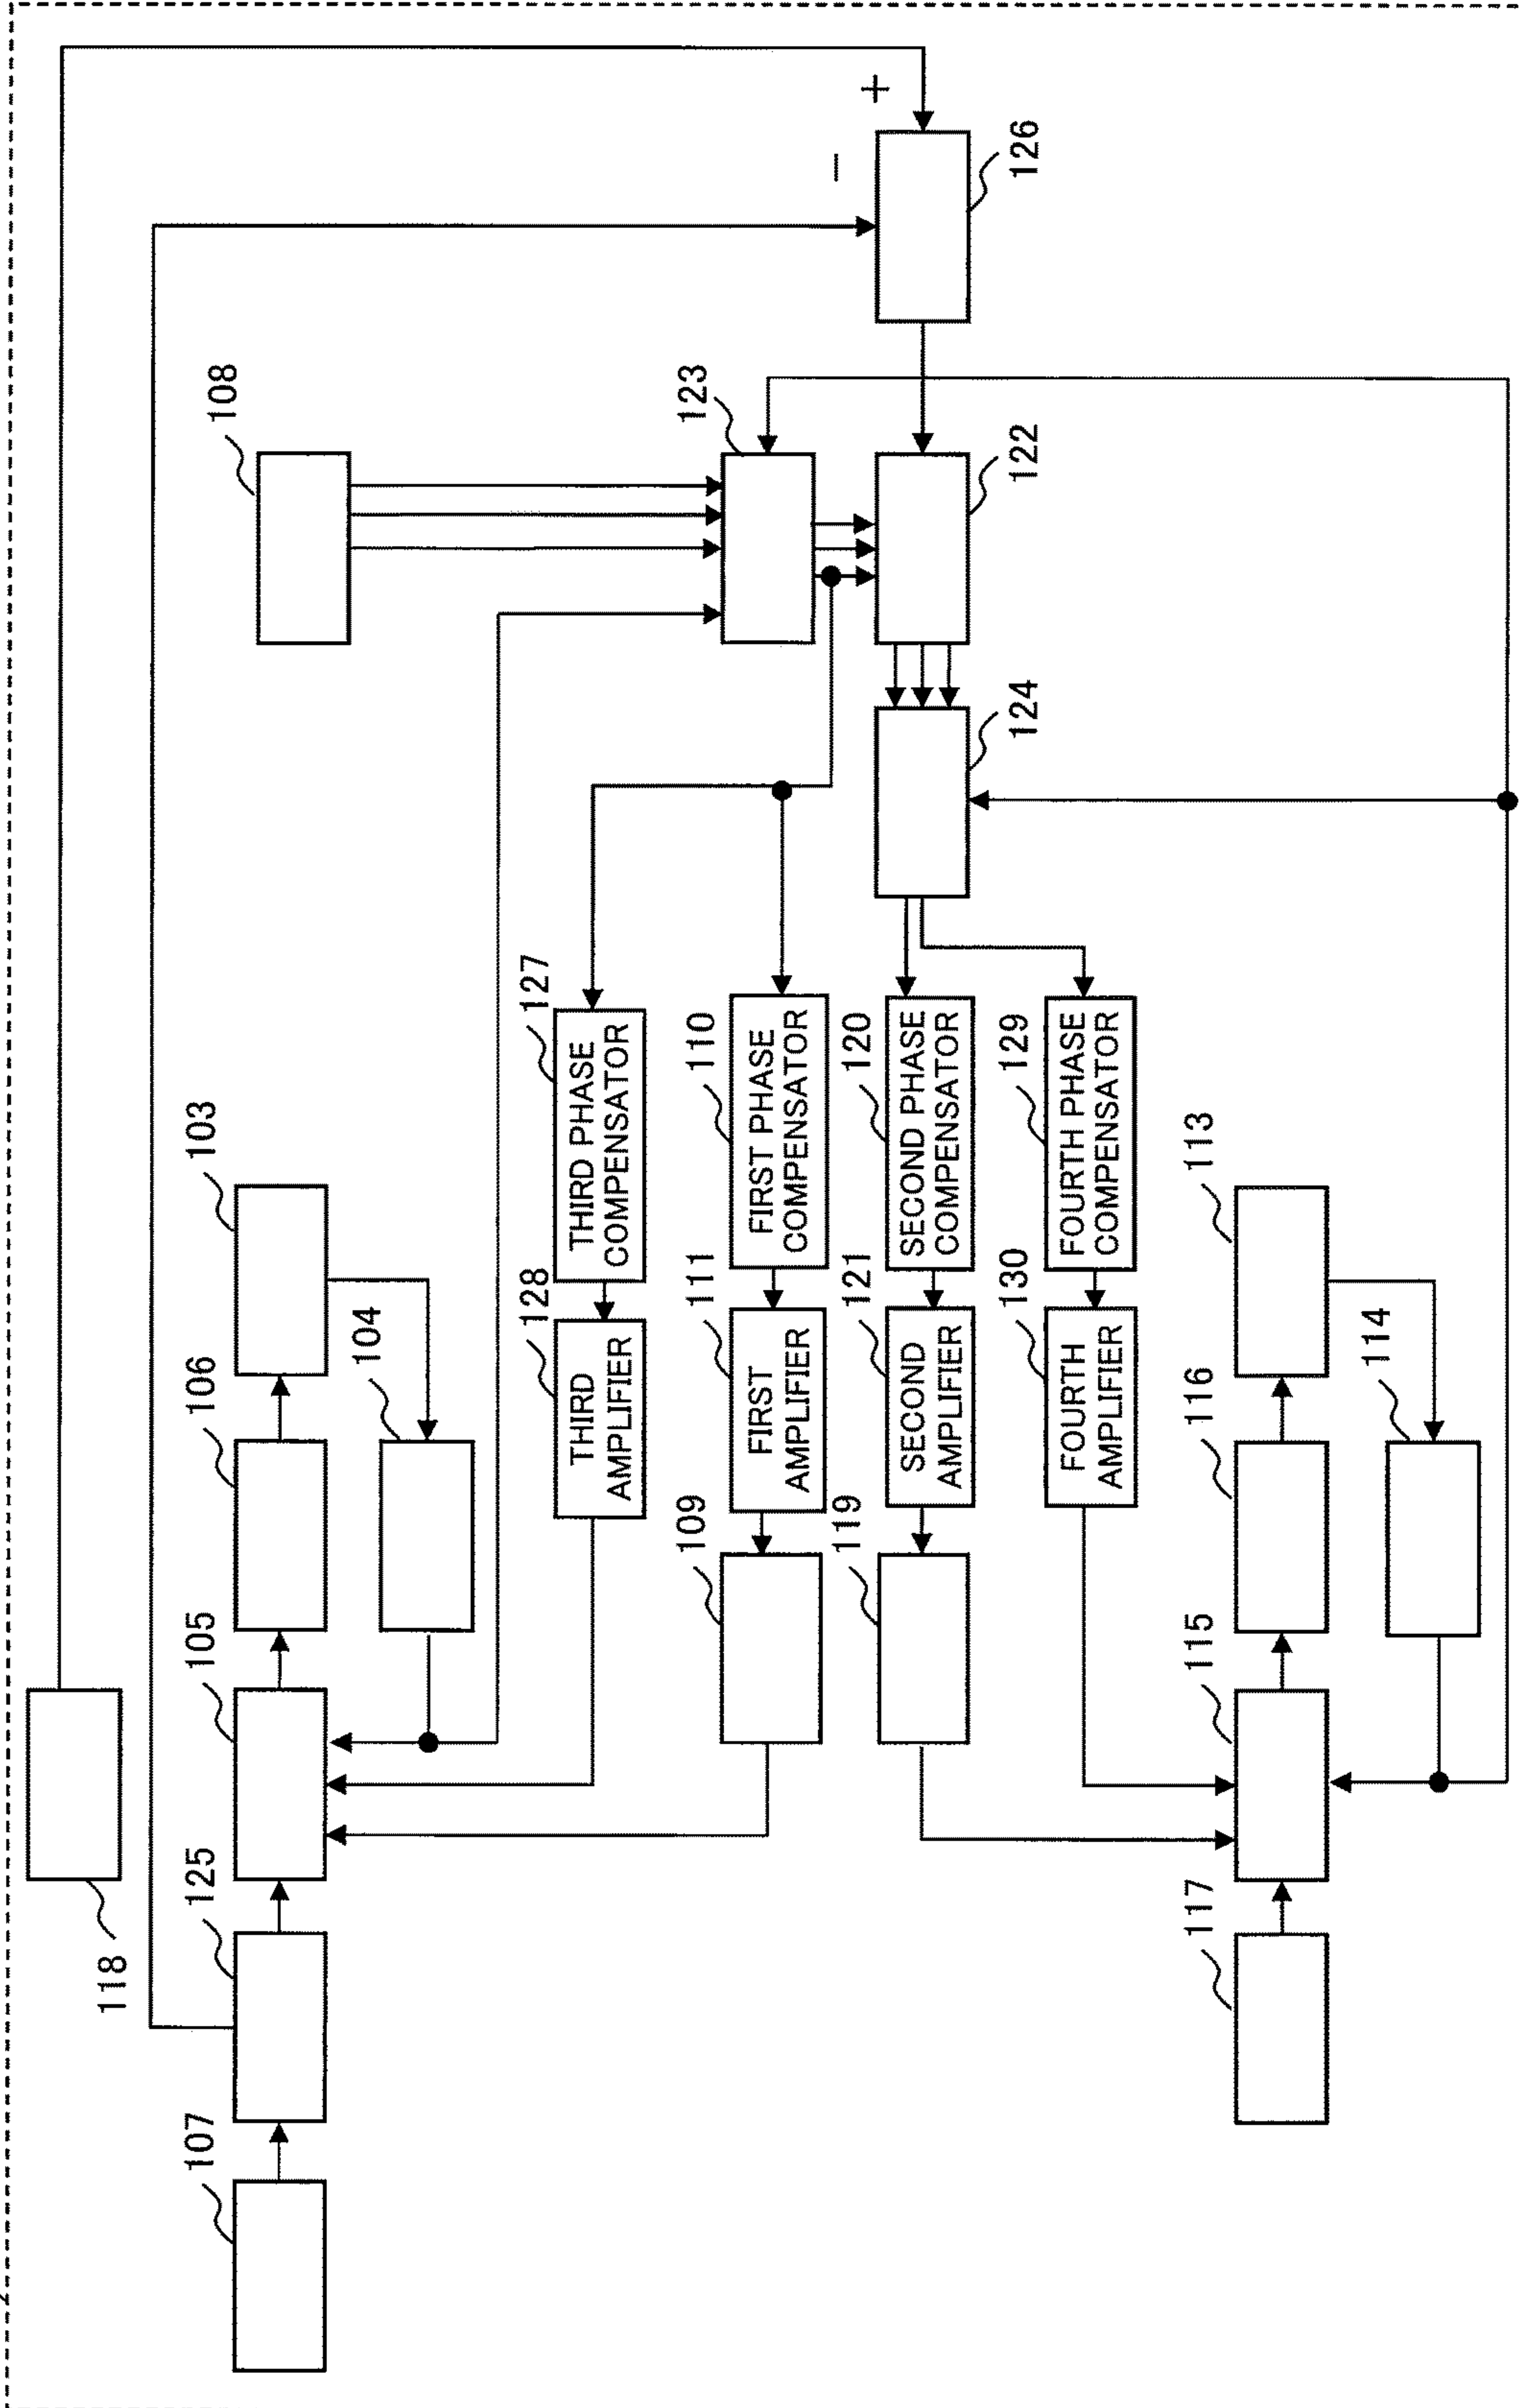 118
107
125
105
106
103
104
108
128
THIRD
AMPLIFIER
127
THIRD PHASE
COMPENSATOR
109
111
FIRST
AMPLIFIER
110
FIRST PHASE
COMPENSATOR
123
−
+
119
121
SECOND
AMPLIFIER
120
SECOND PHASE
COMPENSATOR
124
122
126
130
FOURTH
AMPLIFIER
129
FOURTH PHASE
COMPENSATOR
117
115
116
113
114